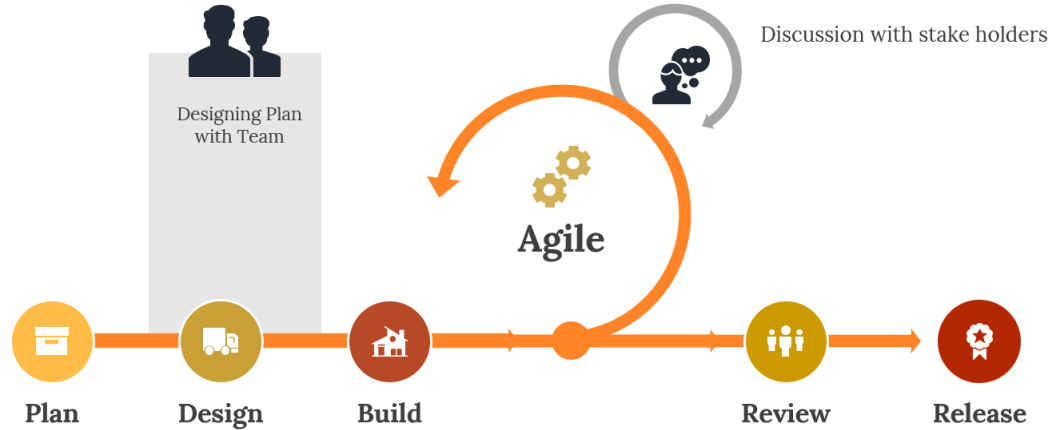 Discussion with stake holders
Designing Plan
with Team
Agile
Plan
Design
Build
Review
Release